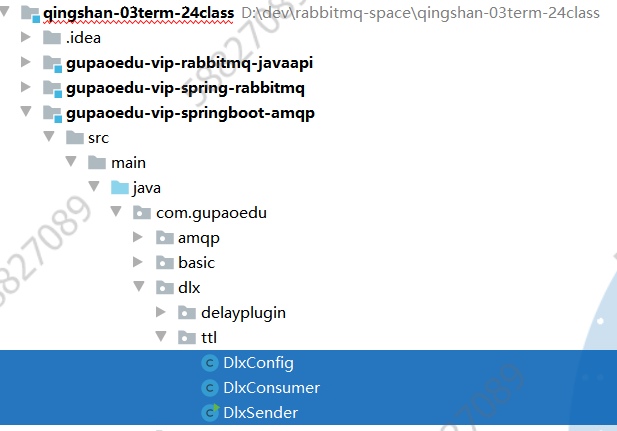 qingshan-03term-24class D:\dev\rabbitmq-space\qingshan-03term-24class
.idea
gupaoedu-vip-rabbitmq-javaapi
gupaoedu-vip-spring-rabbitmq
gupaoedu-vip-springboot-amqp
src
main
java
com.gupaoedu
amqp
basic
dlx
delayplugin
ttl
DlxConfig
DlxConsumer
DlxSender
58827089